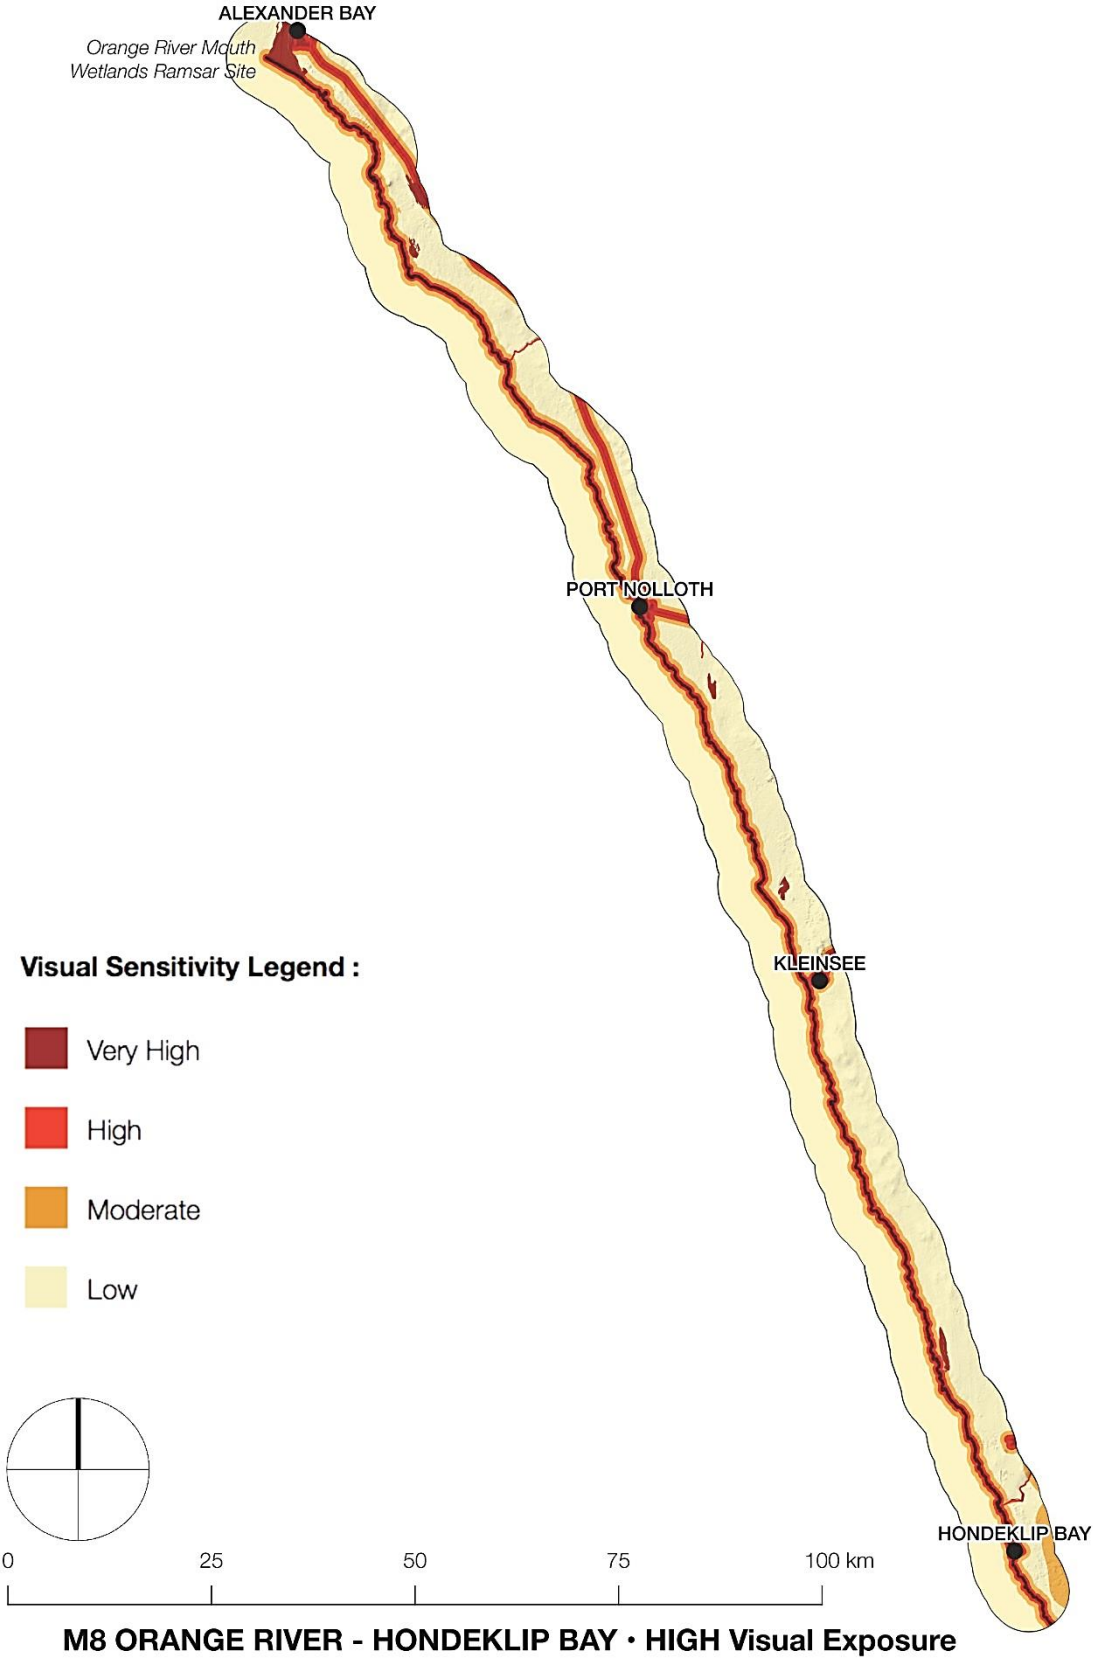 ALEXANDER BAY
Orange River Mouth
Wetlands Ramsar Site
PORT NOLLOTH
KLEINSEE
Visual Sensitivity Legend :
Very High
High
Moderate
Low
HONDEKLIP BAY
0 25 50 75 100 km
M8 ORANGE RIVER - HONDEKLIP BAY • HIGH Visual Exposure